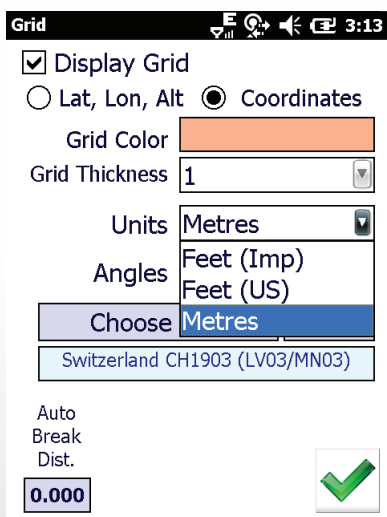 Grid E 3:13
Display Grid
Lat, Lon, Alt Coordinates
Grid Color
Grid Thickness 1
Units Metres
Feet (Imp)
Angles
Feet (US)
Choose Metres
Switzerland CH1903 (LV03/MN03)
Auto
Break
Dist.
0.000